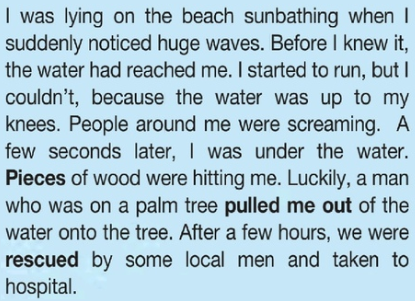 I was lying on the beach sunbathing when I
suddenly noticed huge waves. Before I knew it,
the water had reached me. I started to run, but I
couldn't, because the water was up to my
knees. People around me were screaming. A
few seconds later, I was under the water.
Pieces of wood were hitting me. Luckily, a man
who was on a palm tree pulled me out of the
water onto the tree. After a few hours, we were
rescued by some local men and taken to
hospital.